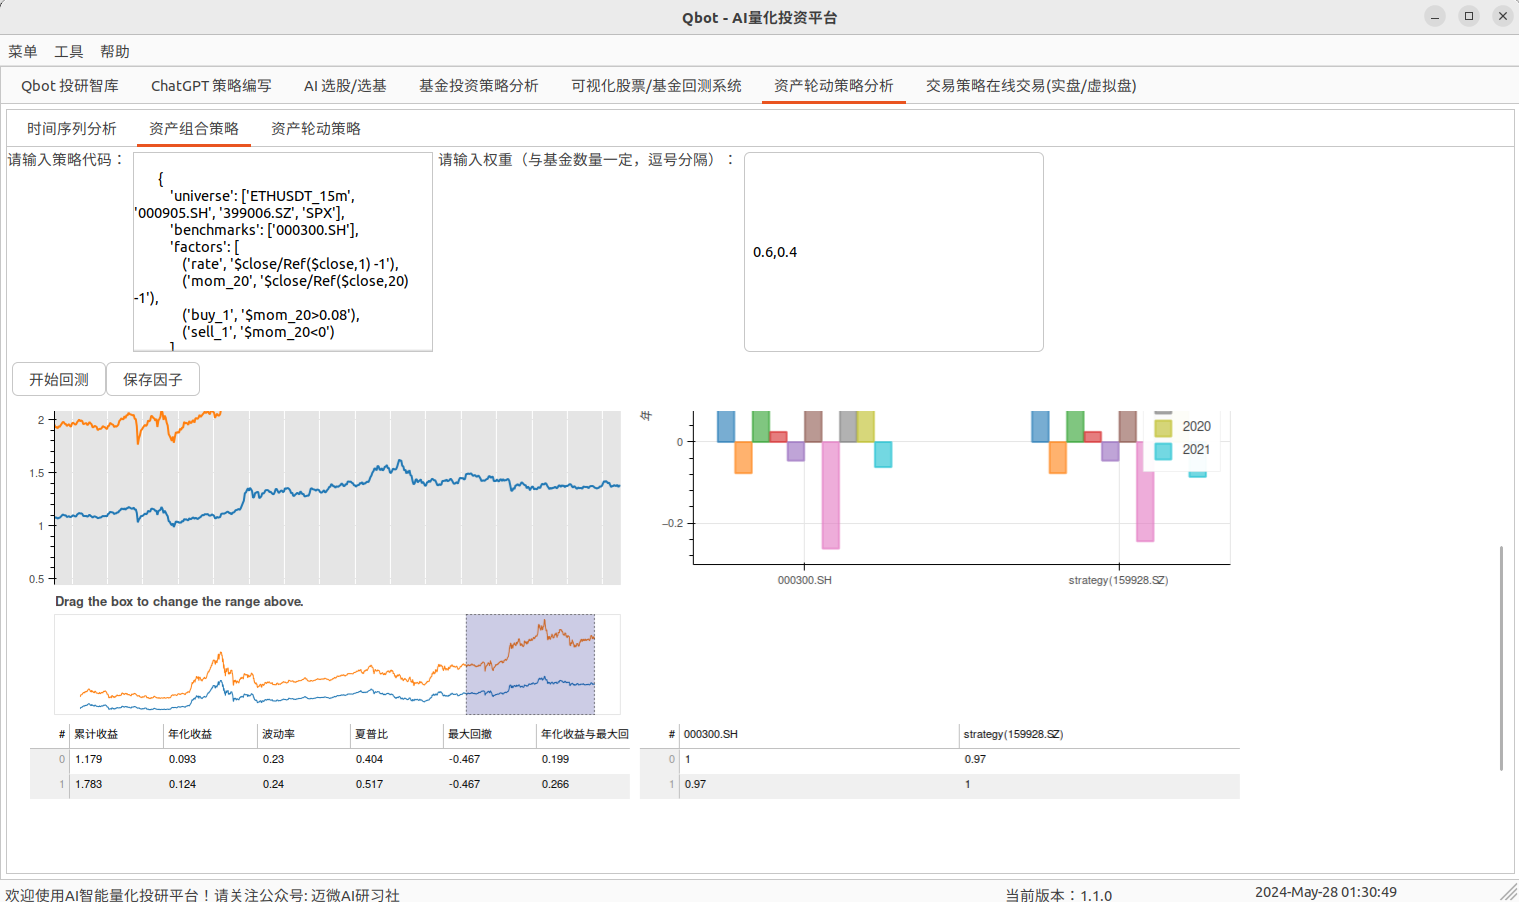 Qbot - AI量化投资平台
菜单 工具 帮助
Qbot 投研智库 ChatGPT 策略编写 AI 选股/选基 基金投资策略分析 可视化股票/基金回测系统 资产轮动策略分析 交易策略在线交易(实盘/虚拟盘)
时间序列分析 资产组合策略 资产轮动策略
请输入策略代码：
{
'universe': ['ETHUSDT_15m',
'000905.SH', '399006.SZ', 'SPX'],
'benchmarks': ['000300.SH'],
'factors': [
('rate', '$close/Ref($close,1) -1'),
('mom_20', '$close/Ref($close,20)
-1'),
('buy_1', '$mom_20>0.08'),
('sell_1', '$mom_20<0')
]
请输入权重（与基金数量一定，逗号分隔）：
0.6,0.4
开始回测 保存因子
2
1.5
1
0.5
Drag the box to change the range above.
年
0
−0.2
000300.SH strategy(159928.SZ)
2020
2021
# 累计收益 年化收益 波动率 夏普比 最大回撤 年化收益与最大回
0 1.179 0.093 0.23 0.404 -0.467 0.199
1 1.783 0.124 0.24 0.517 -0.467 0.266
# 000300.SH strategy(159928.SZ)
0 1 0.97
1 0.97 1
欢迎使用AI智能量化投研平台！请关注公众号: 迈微AI研习社 当前版本：1.1.0 2024-May-28 01:30:49